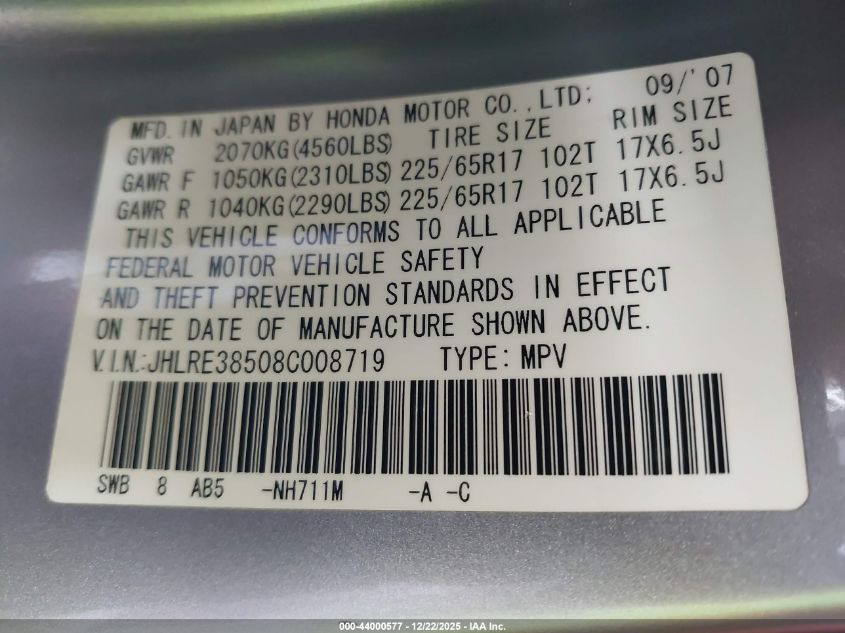 MFD. IN JAPAN BY HONDA MOTOR CO., LTD; 09/'07
GVWR 2070KG(4560LBS) TIRE SIZE RIM SIZE
GAWR F 1050KG(2310LBS) 225/65R17 102T 17X6.5J
GAWR R 1040KG(2290LBS) 225/65R17 102T 17X6.5J
THIS VEHICLE CONFORMS TO ALL APPLICABLE
FEDERAL MOTOR VEHICLE SAFETY
AND THEFT PREVENTION STANDARDS IN EFFECT
ON THE DATE OF MANUFACTURE SHOWN ABOVE.
V.I.N.:JHLRE38508C008719 TYPE: MPV
SWB 8 AB5 -NH711M -A -C
000-44000577 - 12/22/2025 - IAA Inc.